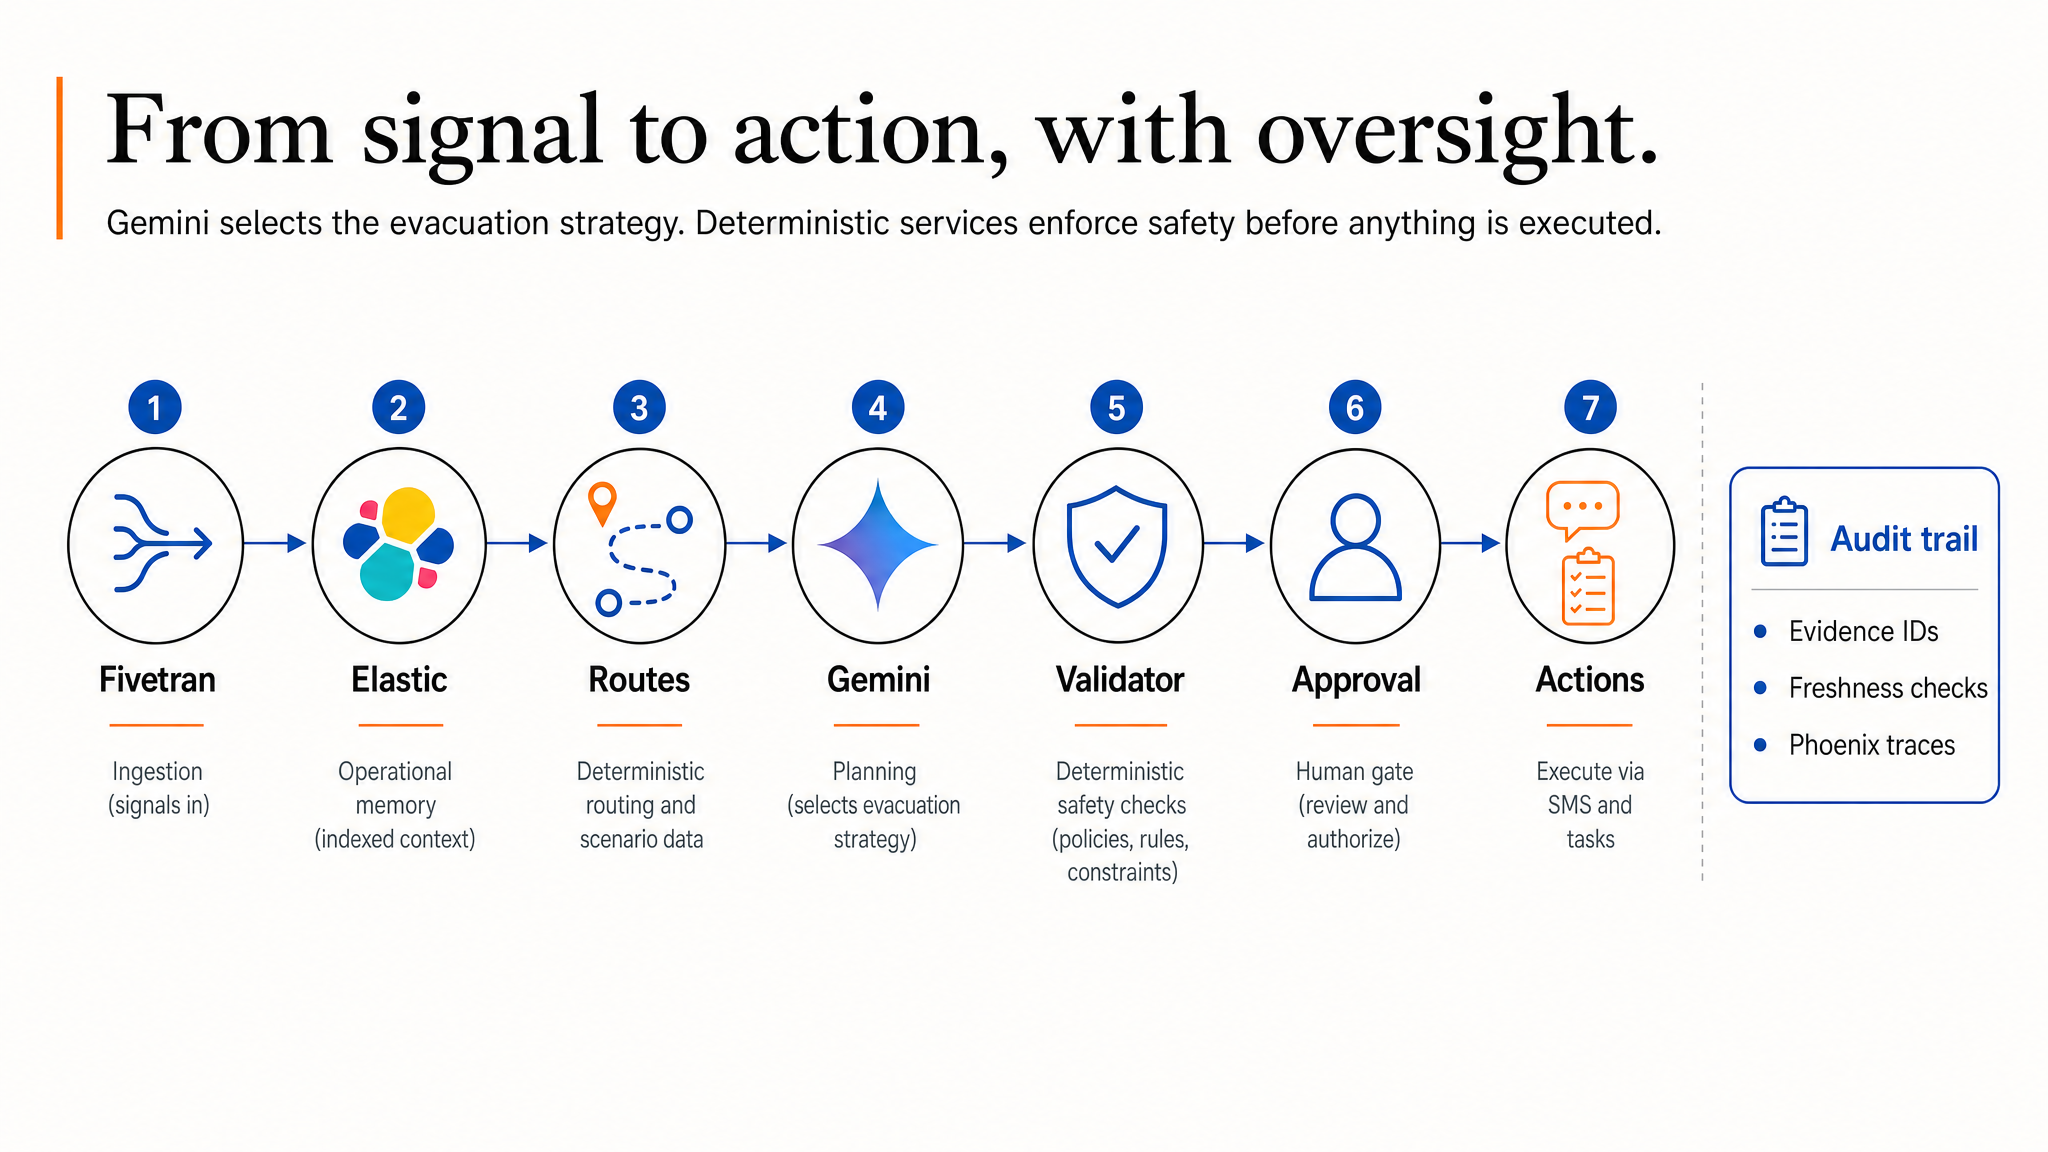 From signal to action, with oversight.
Gemini selects the evacuation strategy. Deterministic services enforce safety before anything is executed.
1
2
3
4
5
6
7
Fivetran
Ingestion
(signals in)
Elastic
Operational
memory
(indexed context)
Routes
Deterministic
routing and
scenario data
Gemini
Planning
(selects evacuation
strategy)
Validator
Deterministic
safety checks
(policies, rules,
constraints)
Approval
Human gate
(review and
authorize)
Actions
Execute via
SMS and
tasks
Audit trail
Evidence IDs
Freshness checks
Phoenix traces